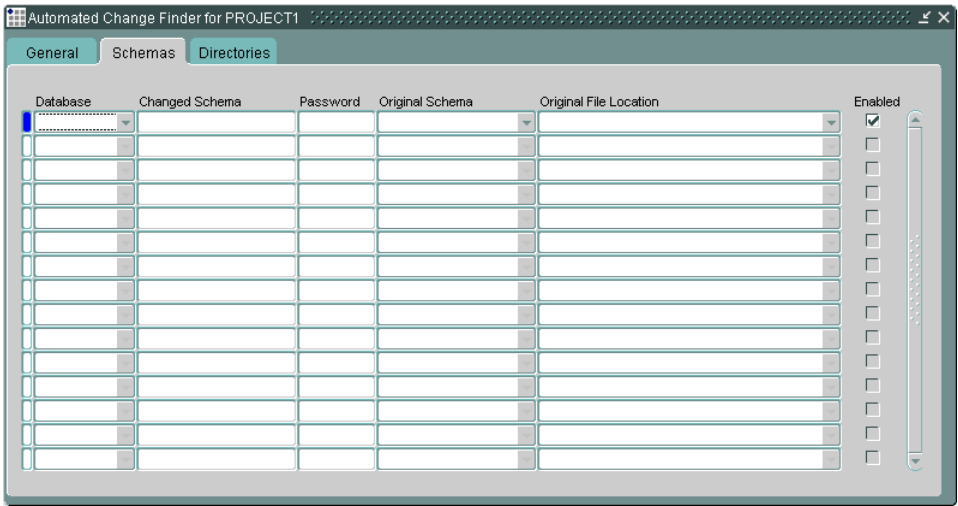 Automated Change Finder for PROJECT1
General Schemas Directories
Database Changed Schema Password Original Schema Original File Location Enabled